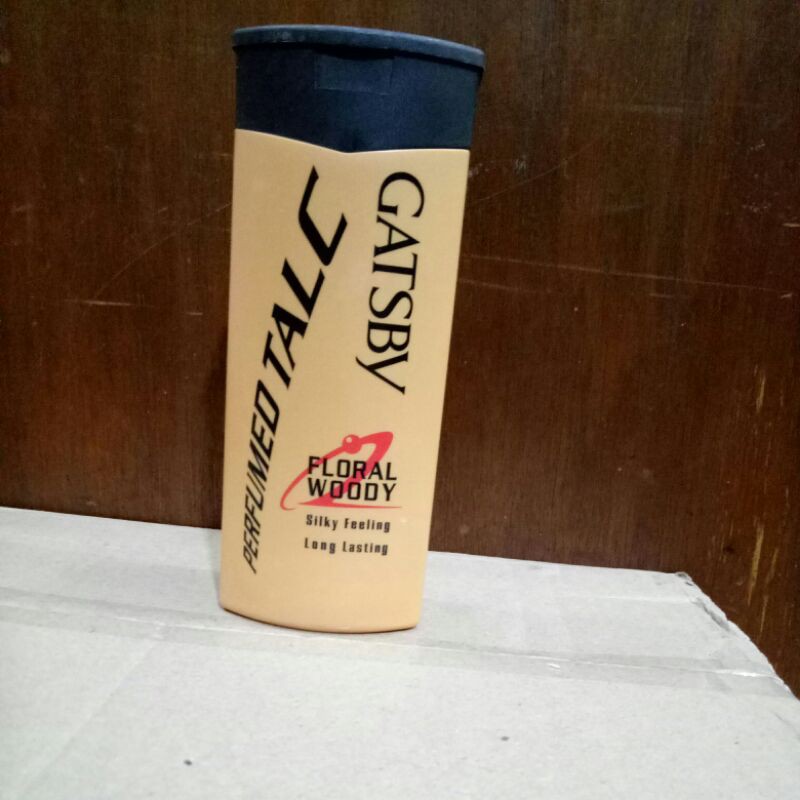 GATSBY
PERFUMED TALC
FLORAL
WOODY
Silky Feeling
Long Lasting